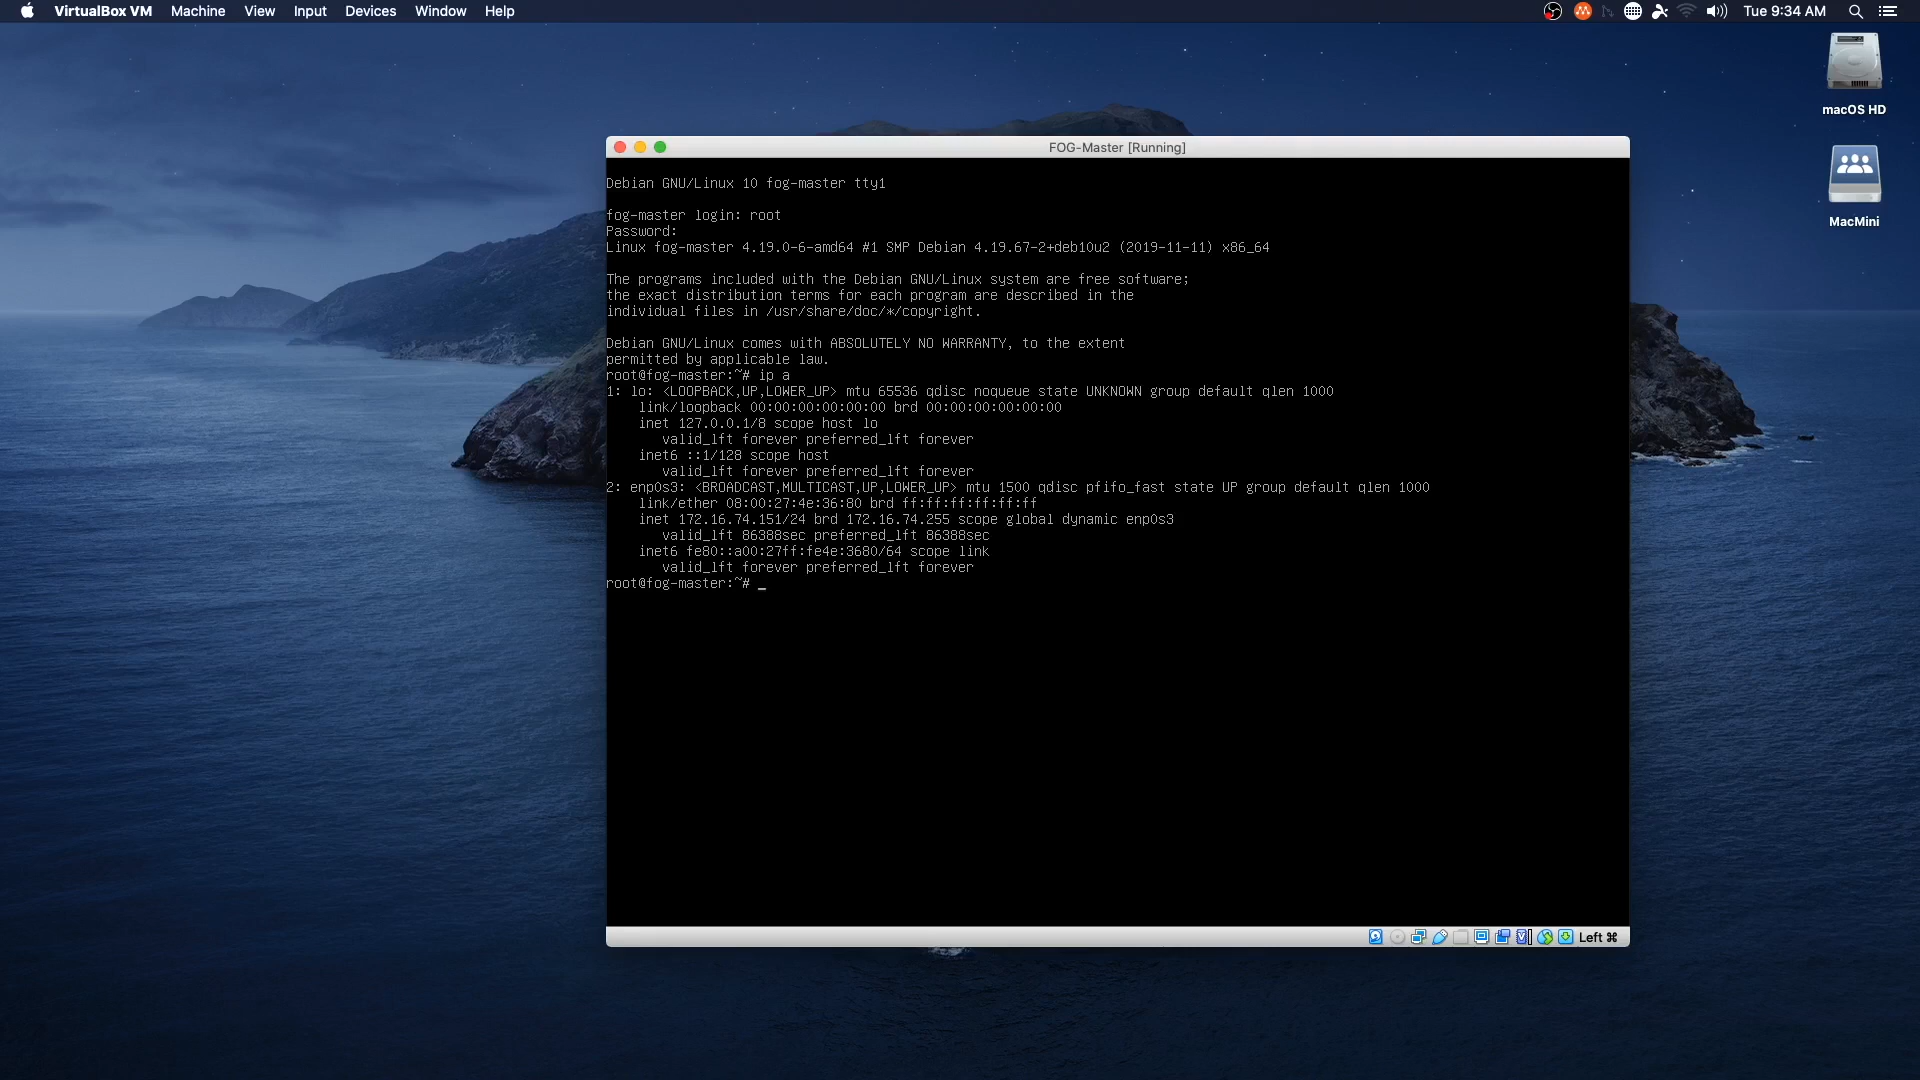 VirtualBox VM Machine View Input Devices Window Help Tue 9:34 AM
macOS HD
MacMini
FOG-Master [Running]
Debian GNU/Linux 10 fog-master tty1
fog-master login: root
Password:
Linux fog-master 4.19.0-6-amd64 #1 SMP Debian 4.19.67-2+deb10u2 (2019-11-11) x86_64
The programs included with the Debian GNU/Linux system are free software;
the exact distribution terms for each program are described in the
individual files in /usr/share/doc/*/copyright.
Debian GNU/Linux comes with ABSOLUTELY NO WARRANTY, to the extent
permitted by applicable law.
root@fog-master:~# ip a
1: lo: <LOOPBACK,UP,LOWER_UP> mtu 65536 qdisc noqueue state UNKNOWN group default qlen 1000
link/loopback 00:00:00:00:00:00 brd 00:00:00:00:00:00
inet 127.0.0.1/8 scope host lo
valid_lft forever preferred_lft forever
inet6 ::1/128 scope host
valid_lft forever preferred_lft forever
2: enp0s3: <BROADCAST,MULTICAST,UP,LOWER_UP> mtu 1500 qdisc pfifo_fast state UP group default qlen 1000
link/ether 08:00:27:4e:36:80 brd ff:ff:ff:ff:ff:ff
inet 172.16.74.151/24 brd 172.16.74.255 scope global dynamic enp0s3
valid_lft 86388sec preferred_lft 86388sec
inet6 fe80::a00:27ff:fe4e:3680/64 scope link
valid_lft forever preferred_lft forever
root@fog-master:~# _
Left ⌘